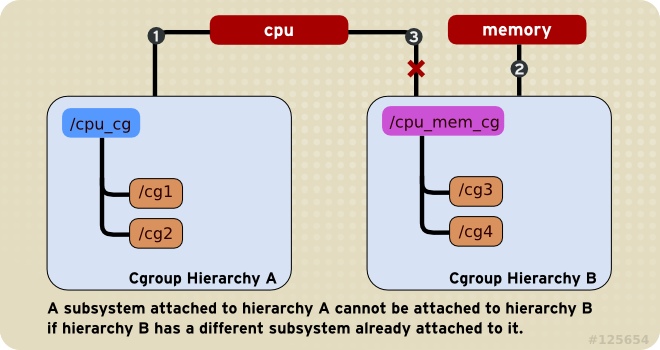 cpu
memory
1
3
2
/cpu_cg
/cpu_mem_cg
/cg1
/cg3
/cg2
/cg4
Cgroup Hierarchy A
Cgroup Hierarchy B
A subsystem attached to hierarchy A cannot be attached to hierarchy B
if hierarchy B has a different subsystem already attached to it.
#125654